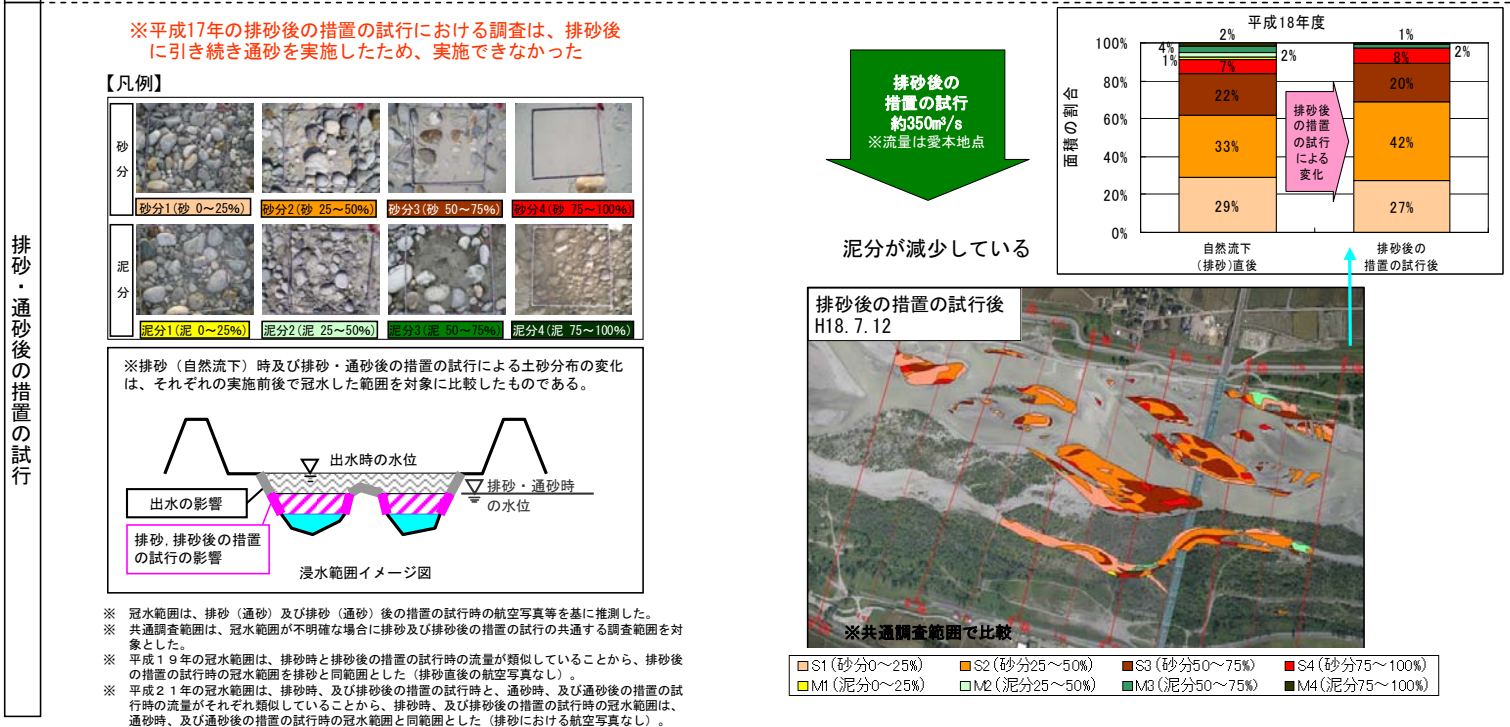 排砂・通砂後の措置の試行
※平成17年の排砂後の措置の試行における調査は、排砂後
に引き続き通砂を実施したため、実施できなかった
【凡例】
砂分
砂分1(砂 0～25%)
砂分2(砂 25～50%)
砂分3(砂 50～75%)
砂分4(砂 75～100%)
泥分
泥分1(泥 0～25%)
泥分2(泥 25～50%)
泥分3(泥 50～75%)
泥分4(泥 75～100%)
※排砂（自然流下）時及び排砂・通砂後の措置の試行による土砂分布の変化
は、それぞれの実施前後で冠水した範囲を対象に比較したものである。
出水時の水位
排砂・通砂時
の水位
出水の影響
排砂,排砂後の措置
の試行の影響
浸水範囲イメージ図
※　冠水範囲は、排砂（通砂）及び排砂（通砂）後の措置の試行時の航空写真等を基に推測した。
※　共通調査範囲は、冠水範囲が不明確な場合に排砂及び排砂後の措置の試行の共通する調査範囲を対
象とした。
※　平成１９年の冠水範囲は、排砂時と排砂後の措置の試行時の流量が類似していることから、排砂後
の措置の試行時の冠水範囲を排砂と同範囲とした（排砂直後の航空写真なし）。
※　平成２１年の冠水範囲は、排砂時、及び排砂後の措置の試行時と、通砂時、及び通砂後の措置の試
行時の流量がそれぞれ類似していることから、排砂時、及び排砂後の措置の試行時の冠水範囲は、
通砂時、及び通砂後の措置の試行時の冠水範囲と同範囲とした（排砂における航空写真なし）。
排砂後の
措置の試行
約350m³/s
※流量は愛本地点
泥分が減少している
平成18年度
面積の割合
100%
80%
60%
40%
20%
0%
2%
4%
2%
1%
7%
22%
33%
29%
排砂後
の措置
の試行
による
変化
1%
2%
8%
20%
42%
27%
自然流下
(排砂)直後
排砂後の
措置の試行後
排砂後の措置の試行後
H18.7.12
※共通調査範囲で比較
S1(砂分0～25%)
S2(砂分25～50%)
S3(砂分50～75%)
S4(砂分75～100%)
M1(泥分0～25%)
M2(泥分25～50%)
M3(泥分50～75%)
M4(泥分75～100%)